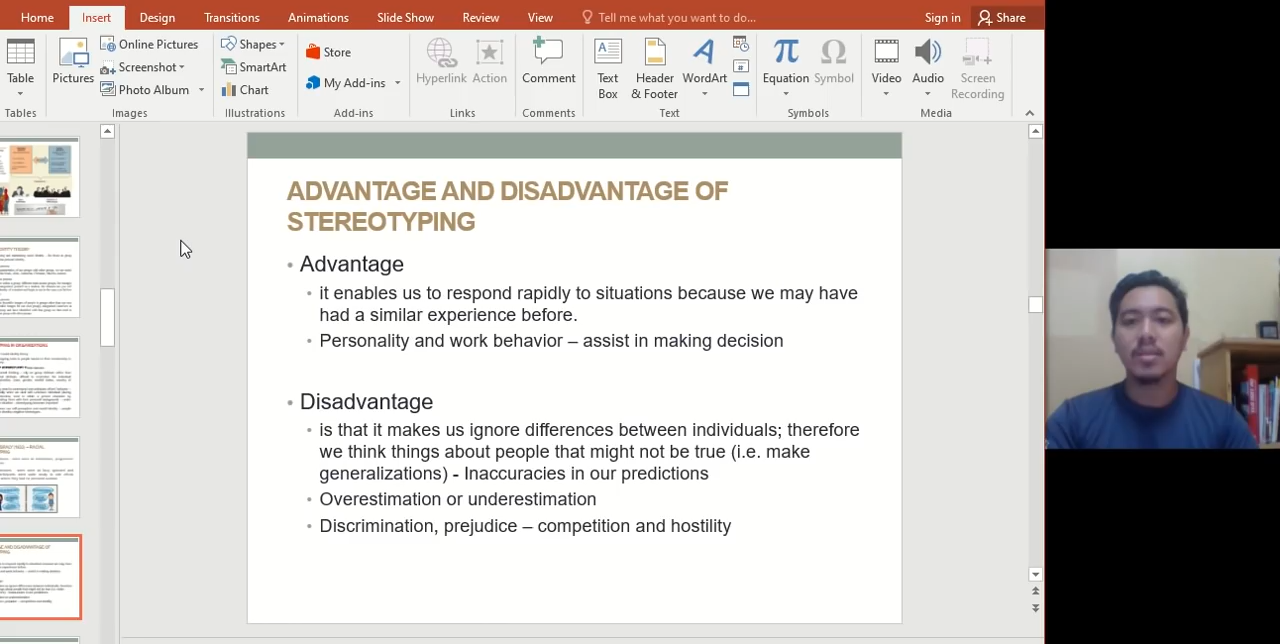 Home Insert Design Transitions Animations Slide Show Review View Tell me what you want to do... Sign in Share
Table
Pictures
Online Pictures
Screenshot
Photo Album
Shapes
SmartArt
Chart
Store
My Add-ins
Hyperlink
Action
Comment
Text
Box
Header
& Footer
WordArt
Equation
Symbol
Video
Audio
Screen
Recording
Tables Images Illustrations Add-ins Links Comments Text Symbols Media
ADVANTAGE AND DISADVANTAGE OF
STEREOTYPING
• Advantage
• it enables us to respond rapidly to situations because we may have
had a similar experience before.
• Personality and work behavior – assist in making decision
• Disadvantage
• is that it makes us ignore differences between individuals; therefore
we think things about people that might not be true (i.e. make
generalizations) - Inaccuracies in our predictions
• Overestimation or underestimation
• Discrimination, prejudice – competition and hostility